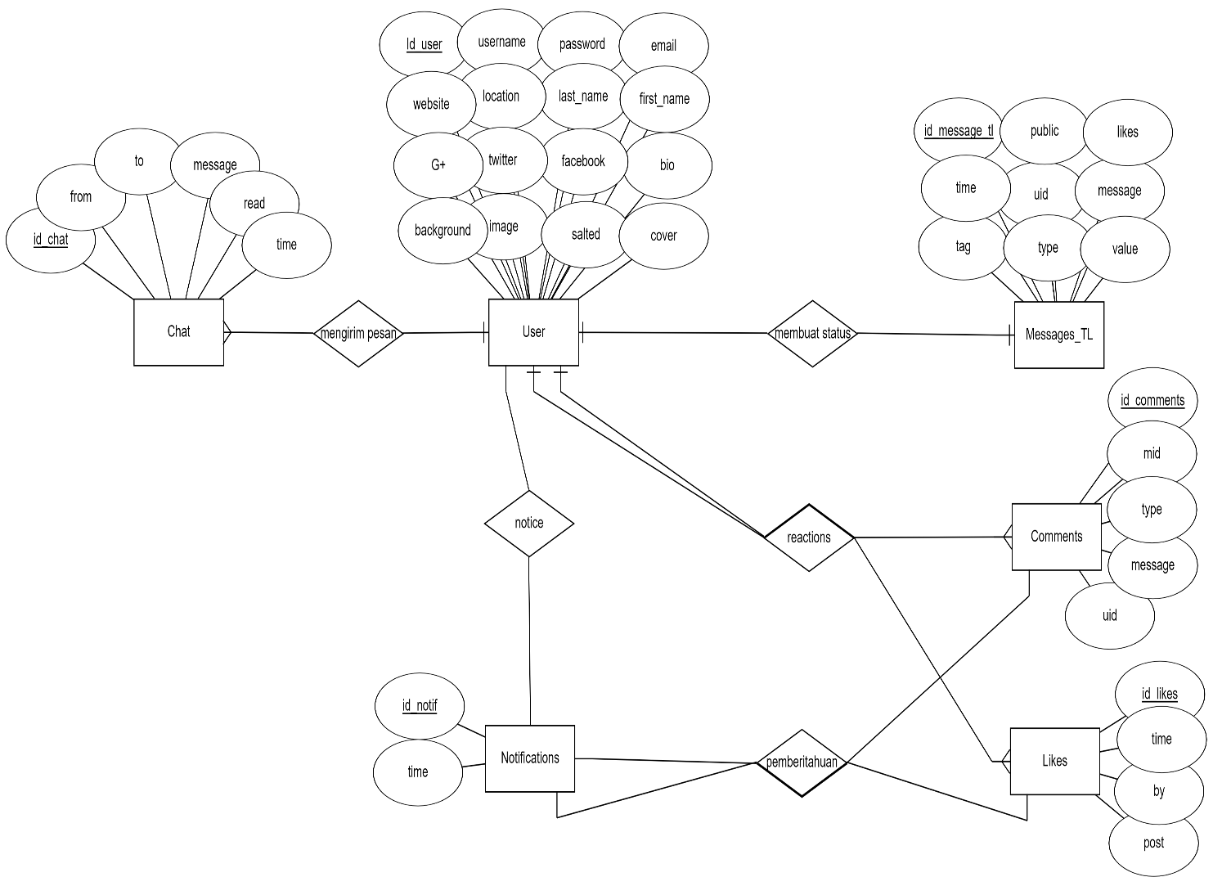 Id_user
username
password
email
website
location
last_name
first_name
G+
twitter
facebook
bio
background
image
salted
cover
to
message
from
read
id_chat
time
id_message_tl
public
likes
time
uid
message
tag
type
value
Chat
mengirim pesan
User
membuat status
Messages_TL
id_comments
mid
type
message
uid
notice
reactions
Comments
id_notif
time
Notifications
pemberitahuan
Likes
id_likes
time
by
post